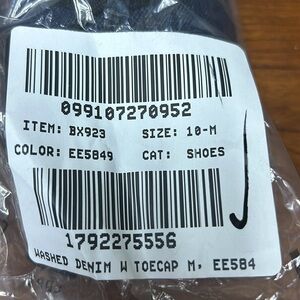 099107270952
ITEM: BX923 SIZE: 10-M
COLOR: EE5849 CAT: SHOES
1792275556
WASHED DENIM W TOECAP M, EE584